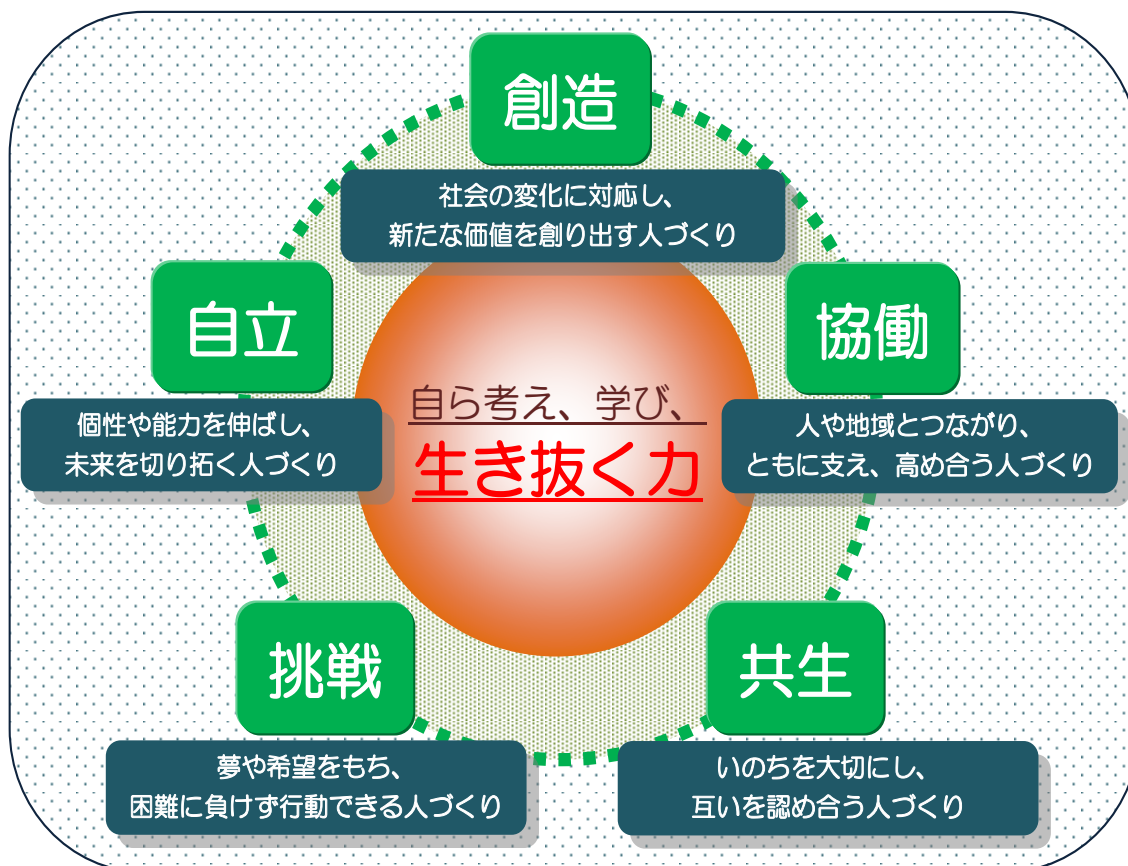 創造
社会の変化に対応し、
新たな価値を創り出す人づくり
自立
個性や能力を伸ばし、
未来を切り拓く人づくり
協働
人や地域とつながり、
ともに支え、高め合う人づくり
自ら考え、学び、
生き抜く力
挑戦
夢や希望をもち、
困難に負けず行動できる人づくり
共生
いのちを大切にし、
互いを認め合う人づくり